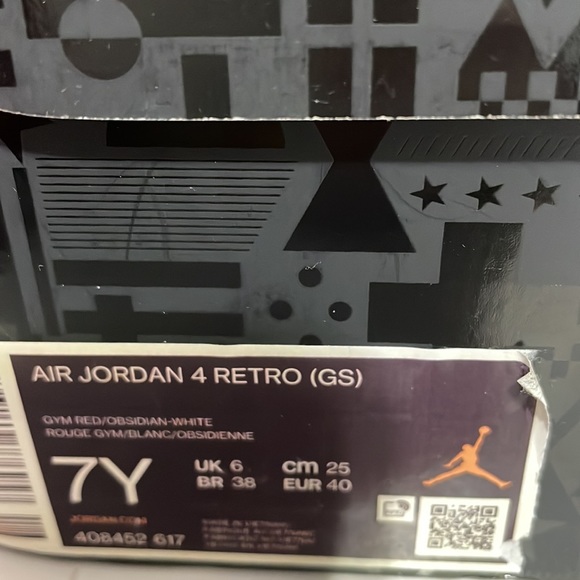 AIR JORDAN 4 RETRO (GS)
GYM RED/OBSIDIAN-WHITE
ROUGE GYM/BLANC/OBSIDIENNE
7Y
UK 6 cm 25
BR 38 EUR 40
JORDAN.COM
408452 617
MADE IN VIETNAM